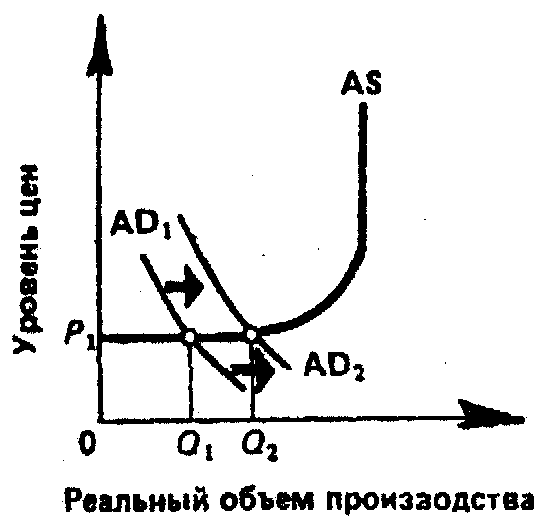 AS
AD₁
Уровень цен
P₁
AD₂
0
Q₁
Q₂
Реальный объем произаодства